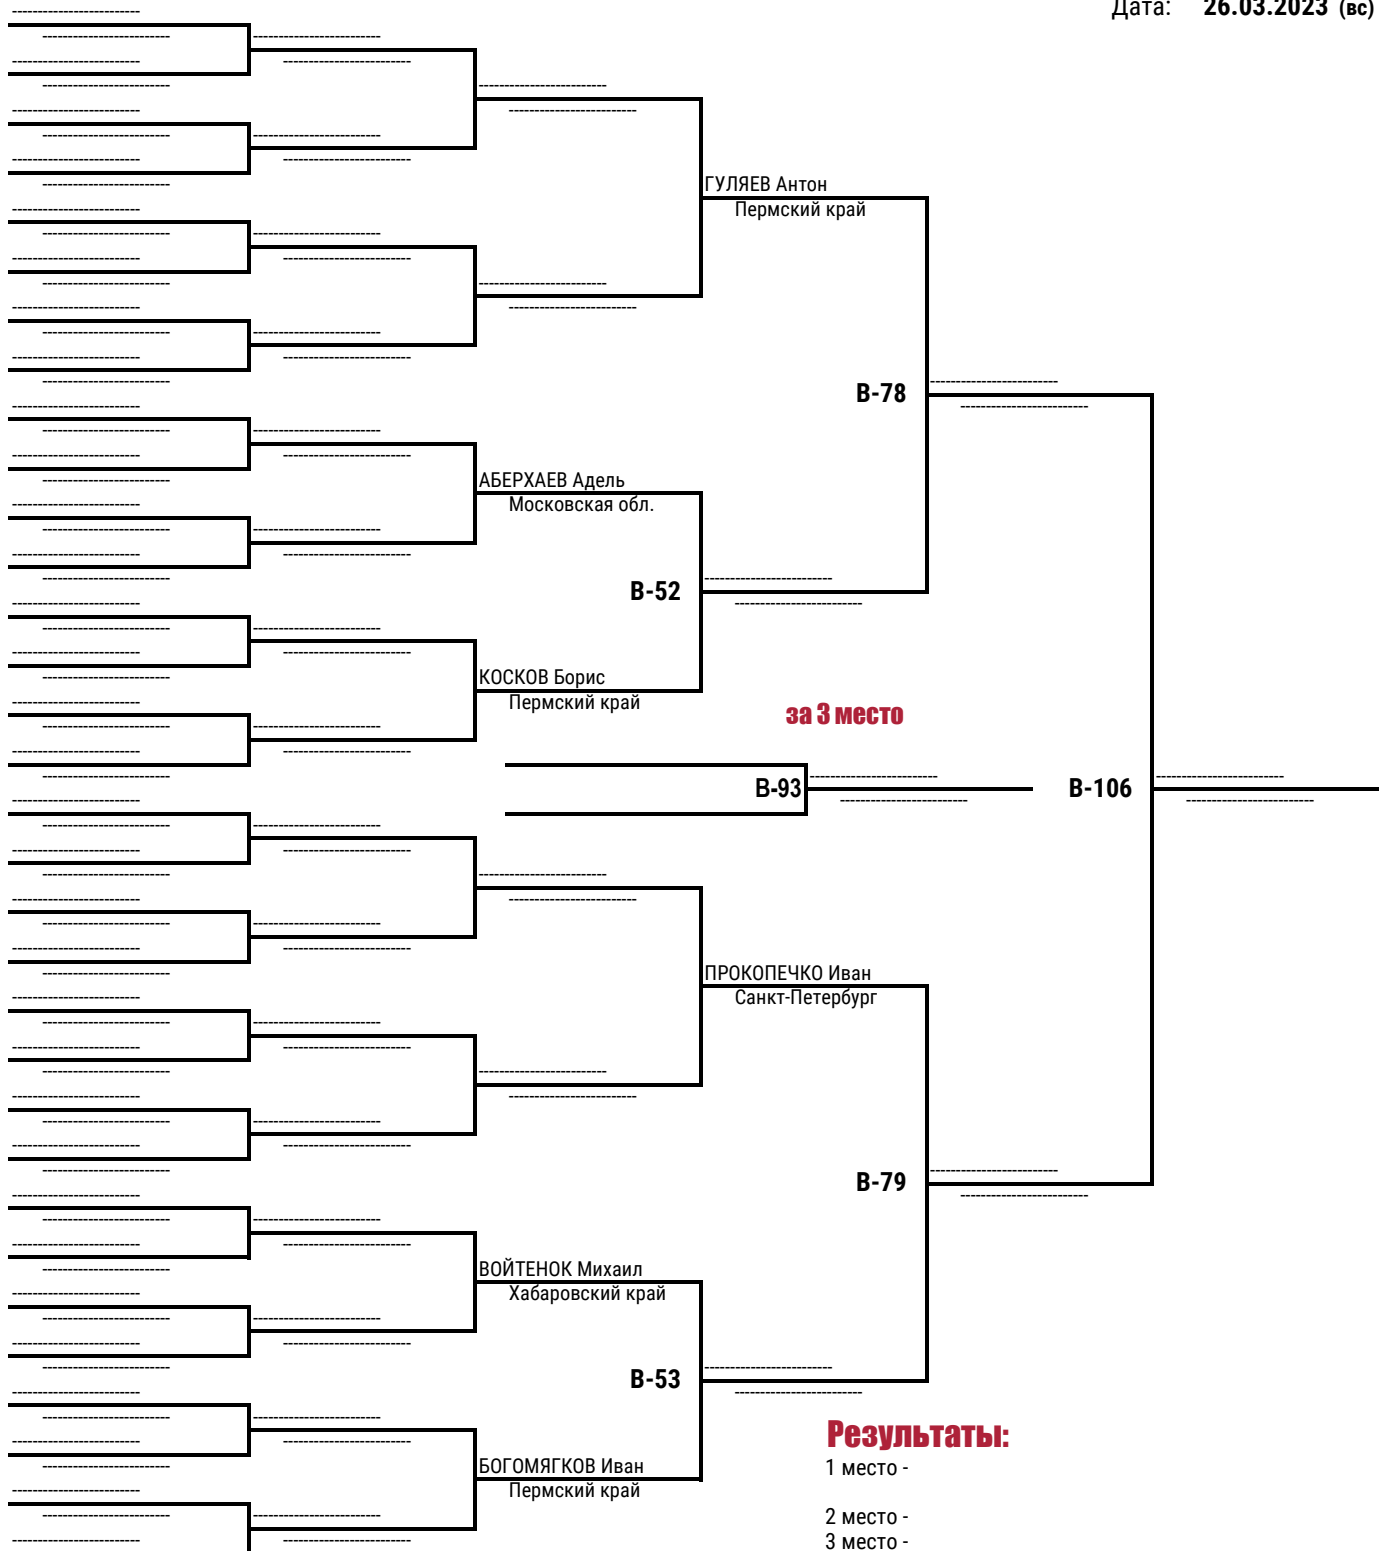 Дата: 26.03.2023 (вс)
ГУЛЯЕВ Антон
Пермский край
B-78
АБЕРХАЕВ Адель
Московская обл.
B-52
КОСКОВ Борис
Пермский край
за 3 место
B-93
B-106
ПРОКОПЕЧКО Иван
Санкт-Петербург
B-79
ВОЙТЕНОК Михаил
Хабаровский край
B-53
Результаты:
БОГОМЯГКОВ Иван
Пермский край
1 место -
2 место -
3 место -